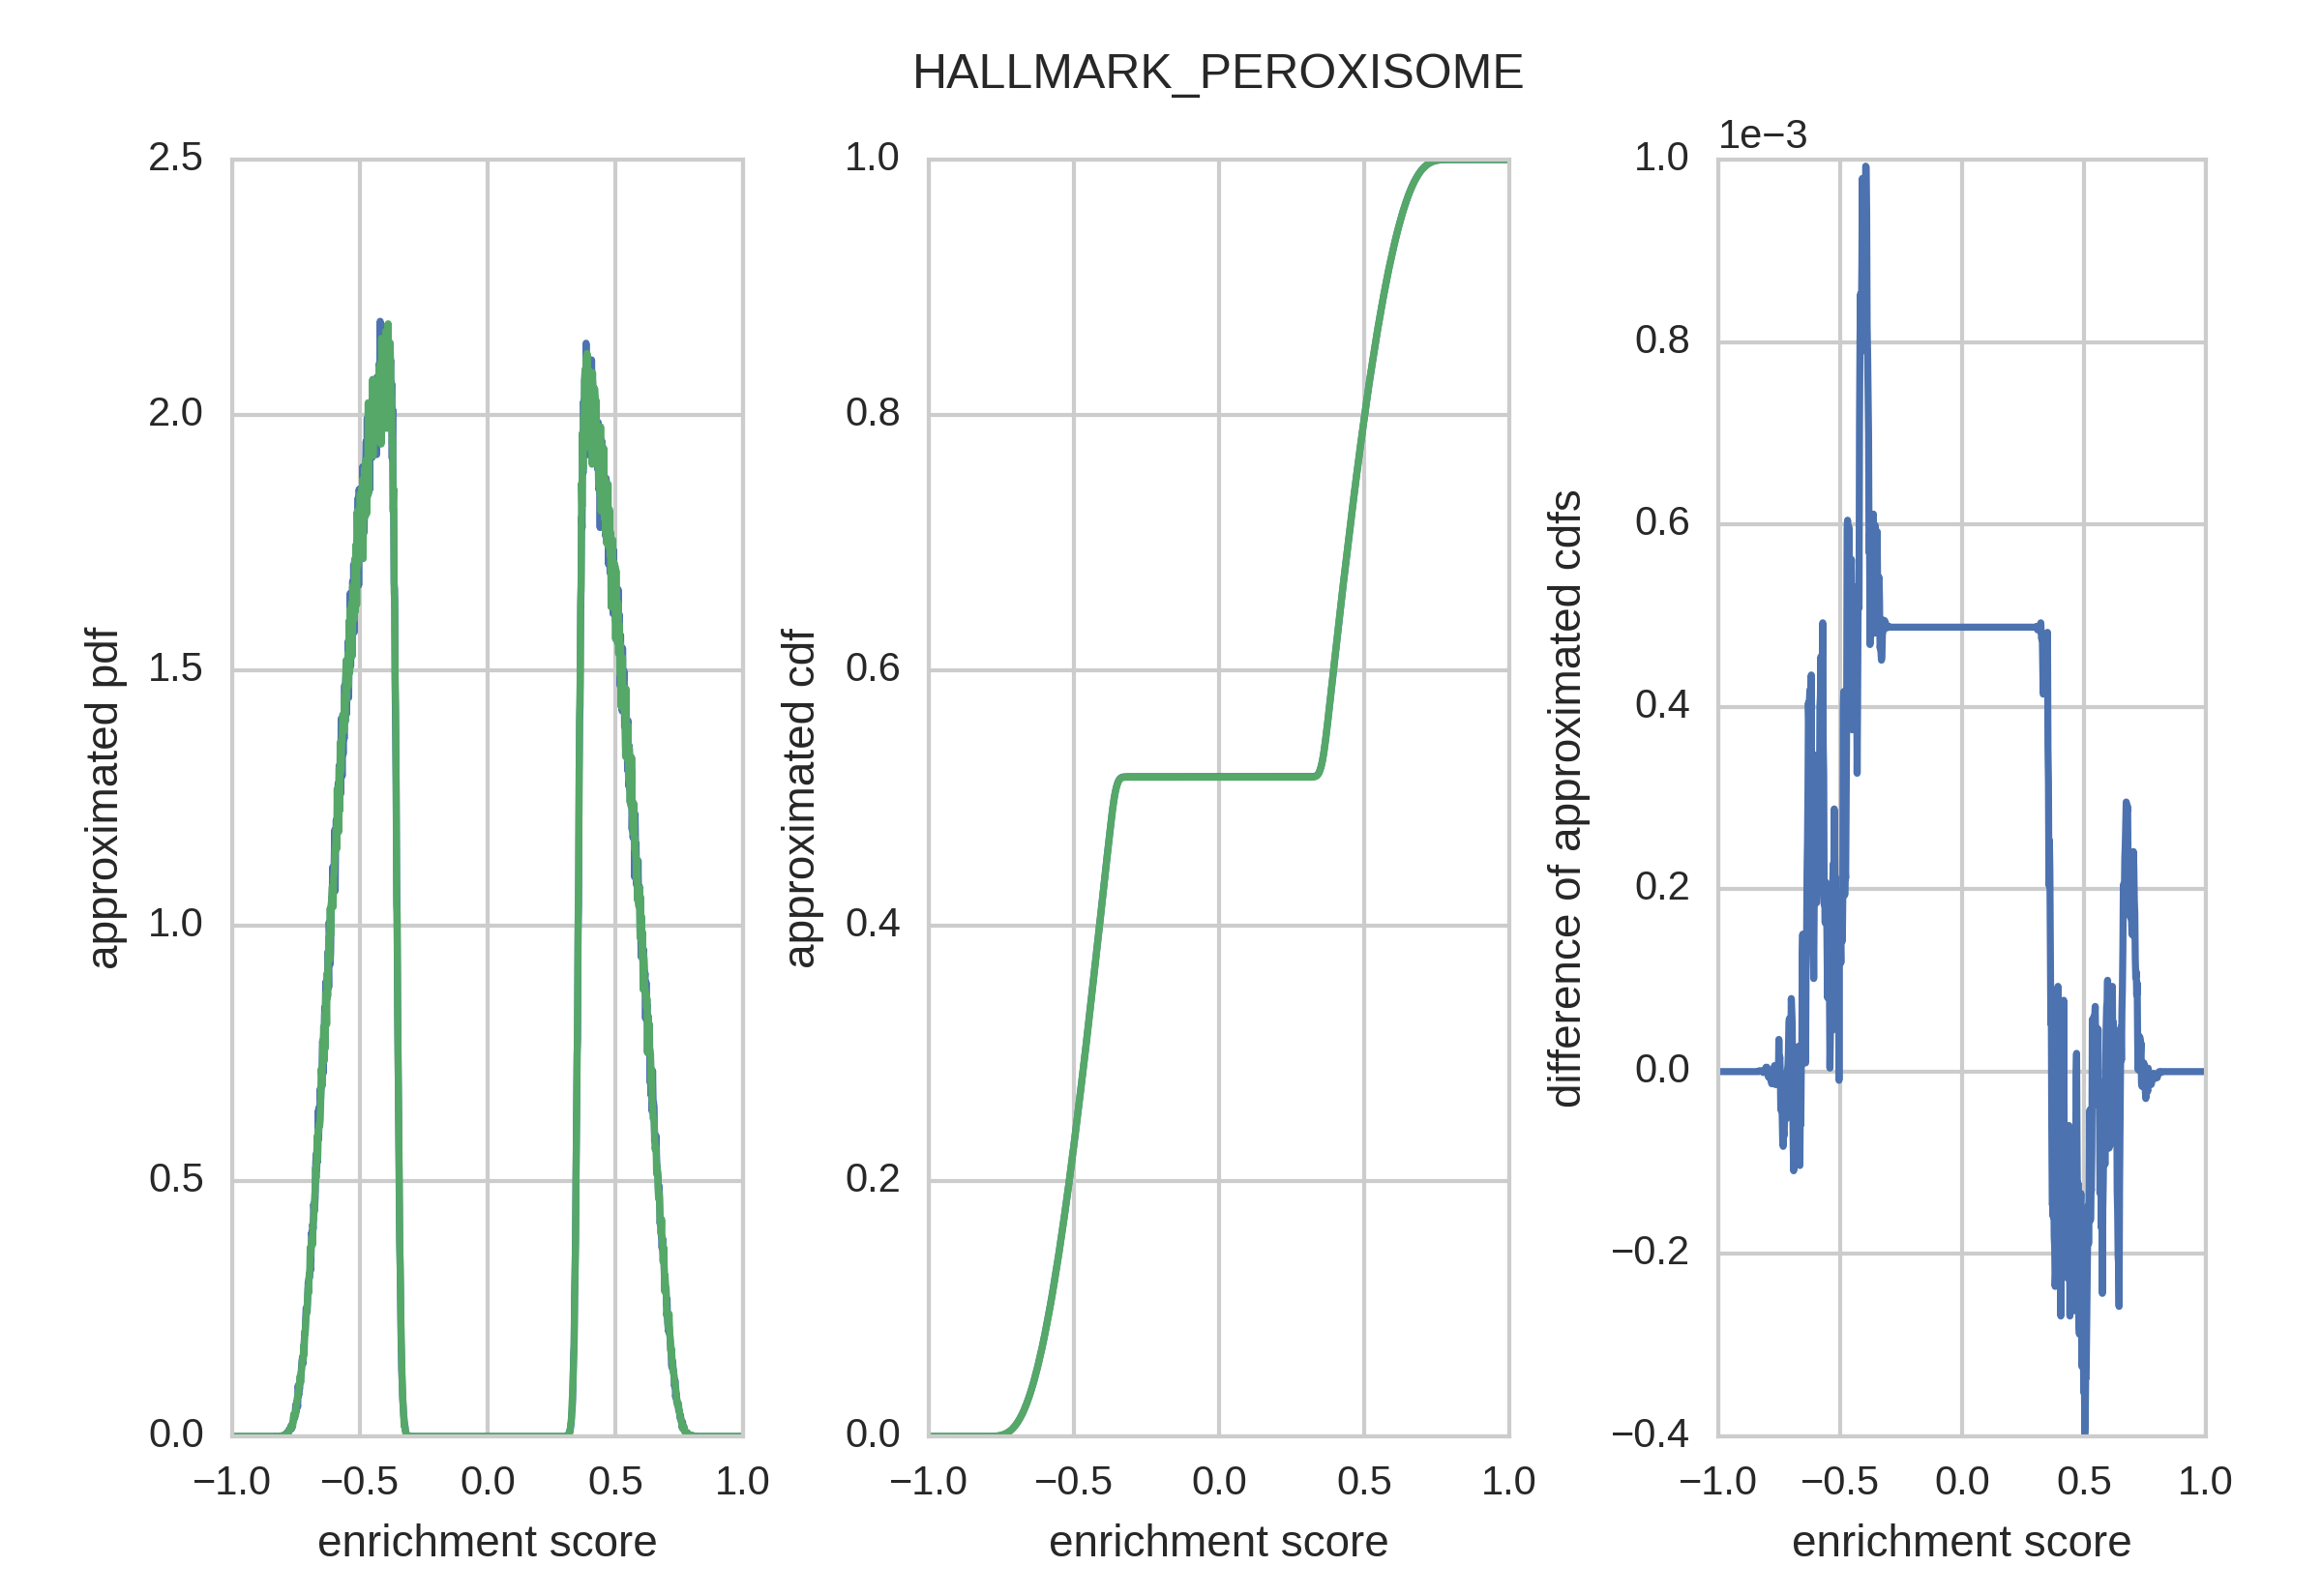 HALLMARK_PEROXISOME
approximated pdf
2.5
2.0
1.5
1.0
0.5
0.0
−1.0 −0.5 0.0 0.5 1.0
enrichment score
approximated cdf
1.0
0.8
0.6
0.4
0.2
0.0
−1.0 −0.5 0.0 0.5 1.0
enrichment score
difference of approximated cdfs
1e−3
1.0
0.8
0.6
0.4
0.2
0.0
−0.2
−0.4
−1.0 −0.5 0.0 0.5 1.0
enrichment score